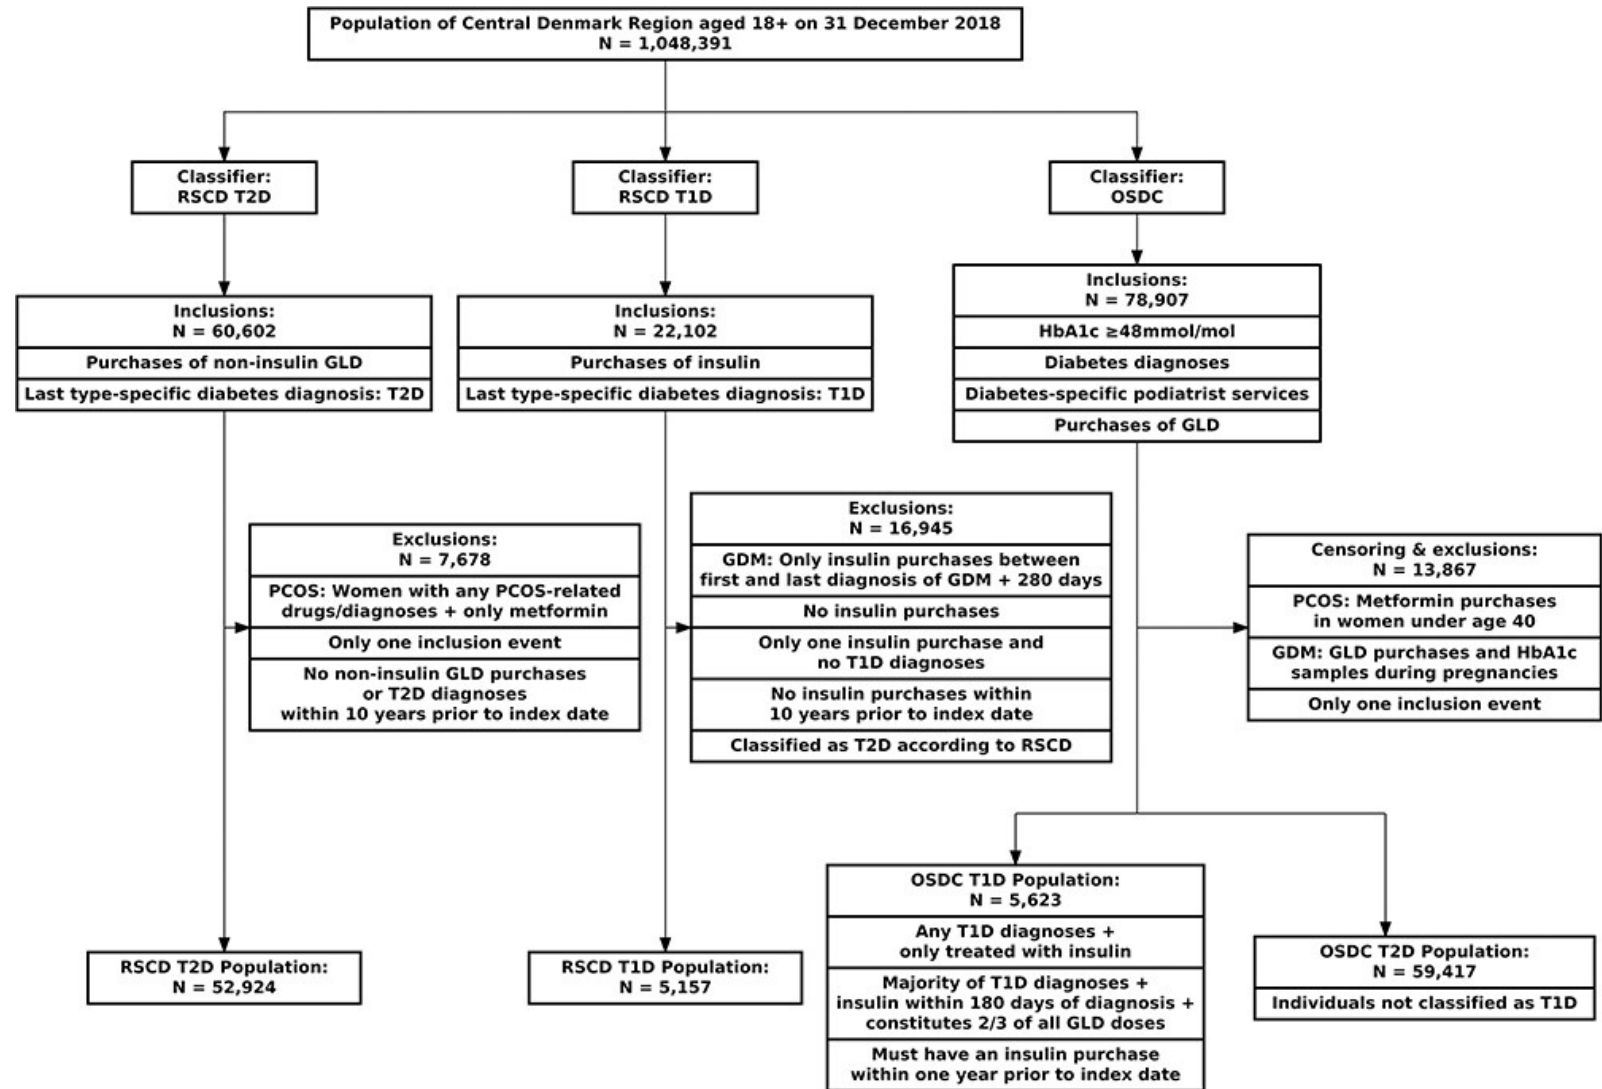 Population of Central Denmark Region aged 18+ on 31 December 2018
N = 1,048,391
Classifier:
RSCD T2D
Classifier:
RSCD T1D
Classifier:
OSDC
Inclusions:
N = 60,602
Purchases of non-insulin GLD
Last type-specific diabetes diagnosis: T2D
Inclusions:
N = 22,102
Purchases of insulin
Last type-specific diabetes diagnosis: T1D
Inclusions:
N = 78,907
HbA1c ≥48mmol/mol
Diabetes diagnoses
Diabetes-specific podiatrist services
Purchases of GLD
Exclusions:
N = 7,678
PCOS: Women with any PCOS-related
drugs/diagnoses + only metformin
Only one inclusion event
No non-insulin GLD purchases
or T2D diagnoses
within 10 years prior to index date
Exclusions:
N = 16,945
GDM: Only insulin purchases between
first and last diagnosis of GDM + 280 days
No insulin purchases
Only one insulin purchase and
no T1D diagnoses
No insulin purchases within
10 years prior to index date
Classified as T2D according to RSCD
Censoring & exclusions:
N = 13,867
PCOS: Metformin purchases
in women under age 40
GDM: GLD purchases and HbA1c
samples during pregnancies
Only one inclusion event
RSCD T2D Population:
N = 52,924
RSCD T1D Population:
N = 5,157
OSDC T1D Population:
N = 5,623
Any T1D diagnoses +
only treated with insulin
Majority of T1D diagnoses +
insulin within 180 days of diagnosis +
constitutes 2/3 of all GLD doses
Must have an insulin purchase
within one year prior to index date
OSDC T2D Population:
N = 59,417
Individuals not classified as T1D